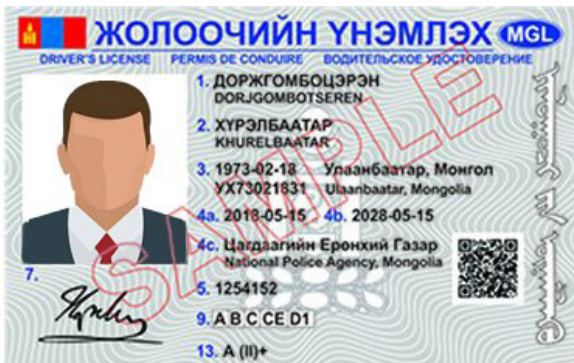 ЖОЛООЧИЙН ҮНЭМЛЭХ MGL
DRIVER'S LICENSE PERMIS DE CONDUIRE ВОДИТЕЛЬСКОЕ УДОСТОВЕРЕНИЕ
1. ДОРЖГОМБОЦЭРЭН
DORJGOMBOTSEREN
2. ХҮРЭЛБААТАР
KHURELBAATAR
3. 1973-02-18 Улаанбаатар, Монгол
УХ73021831 Ulaanbaatar, Mongolia
4a. 2018-05-15 4b. 2028-05-15
4c. Цагдаагийн Ерөнхий Газар
National Police Agency, Mongolia
5. 1254152
7.
9. A B C CE D1
13. A (II)+
SAMPLE